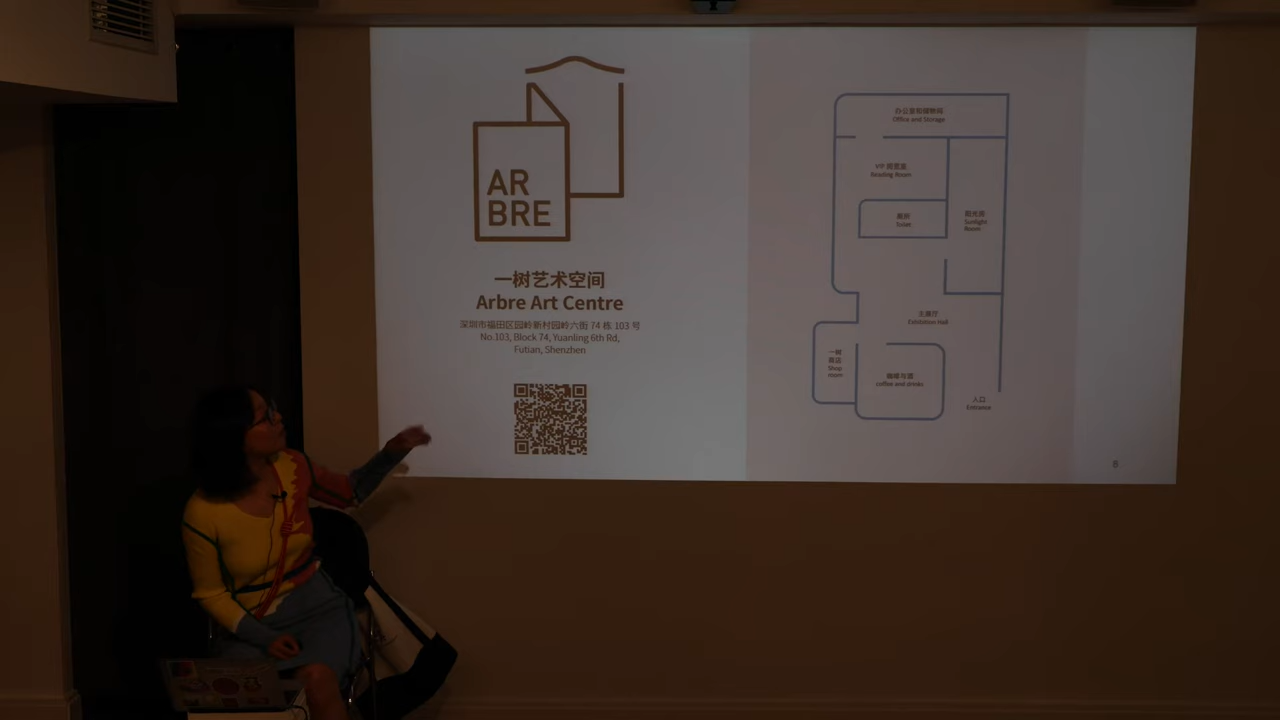 AR
BRE
一树艺术空间
Arbre Art Centre
深圳市福田区园岭新村园岭六街 74 栋 103 号
No.103, Block 74, Yuanling 6th Rd,
Futian, Shenzhen
办公室和储物间
Office and Storage
VIP 阅览室
Reading Room
厕所
toilet
阳光房
Sunlight
Room
主展厅
Exhibition Hall
一树
商店
Shop
room
咖啡与酒
coffee and drinks
入口
Entrance